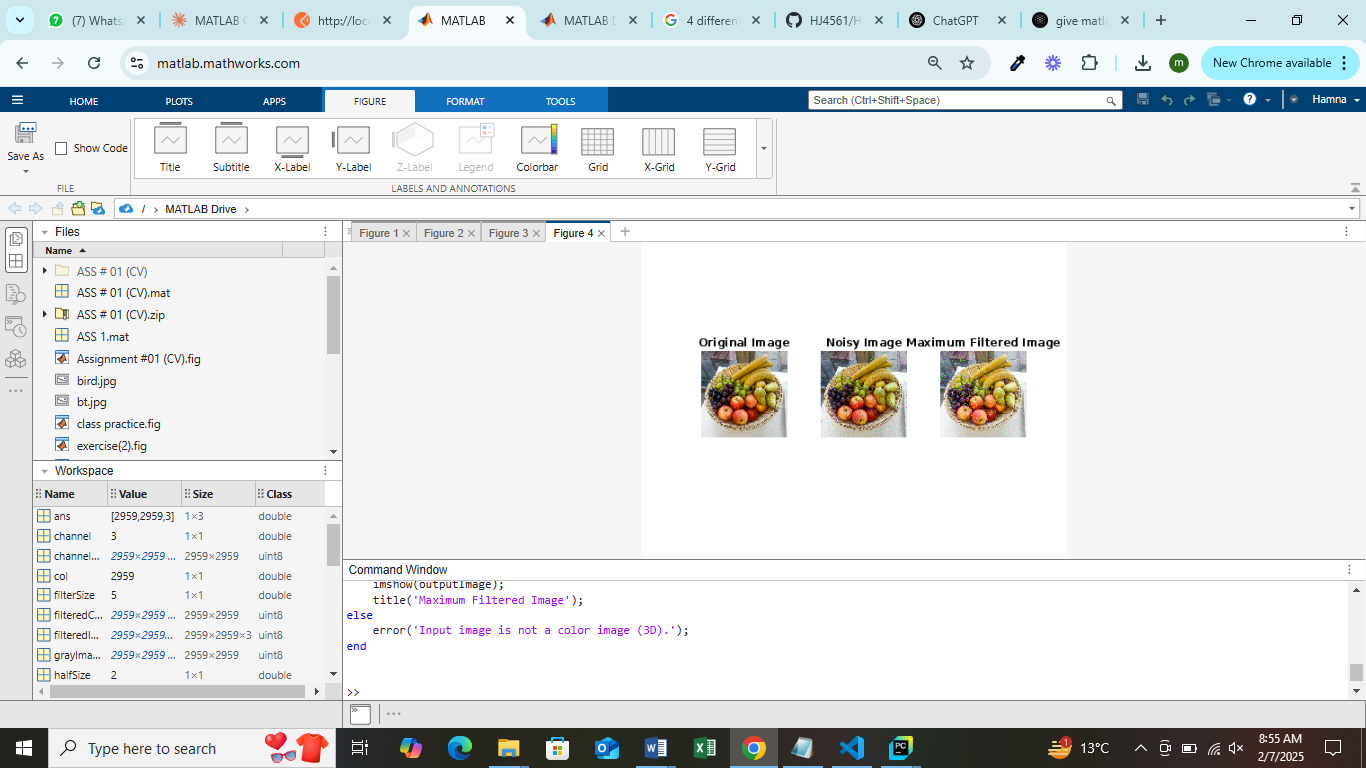 (7) Whats
MATLAB C
http://loc
MATLAB
MATLAB D
4 differen
HJ4561/H
ChatGPT
give matl
matlab.mathworks.com
m
New Chrome available
HOME
PLOTS
APPS
FIGURE
FORMAT
TOOLS
Search (Ctrl+Shift+Space)
Hamna
Save As
Show Code
Title
Subtitle
X-Label
Y-Label
Z-Label
Legend
Colorbar
Grid
X-Grid
Y-Grid
FILE
LABELS AND ANNOTATIONS
/ › MATLAB Drive ›
Files
Name
ASS # 01 (CV)
ASS # 01 (CV).mat
ASS # 01 (CV).zip
ASS 1.mat
Assignment #01 (CV).fig
bird.jpg
bt.jpg
class practice.fig
exercise(2).fig
Workspace
Name Value Size Class
ans [2959,2959,3] 1×3 double
channel 3 1×1 double
channel... 2959×2959 ... 2959×2959 uint8
col 2959 1×1 double
filterSize 5 1×1 double
filteredC... 2959×2959 ... 2959×2959 uint8
filteredI... 2959×2959... 2959×2959×3 uint8
grayIma... 2959×2959 ... 2959×2959 uint8
halfSize 2 1×1 double
Figure 1
Figure 2
Figure 3
Figure 4
Original Image
Noisy Image
Maximum Filtered Image
Command Window
imshow(outputImage);
title('Maximum Filtered Image');
else
error('Input image is not a color image (3D).');
end
>>
Type here to search
1
13°C
8:55 AM
2/7/2025